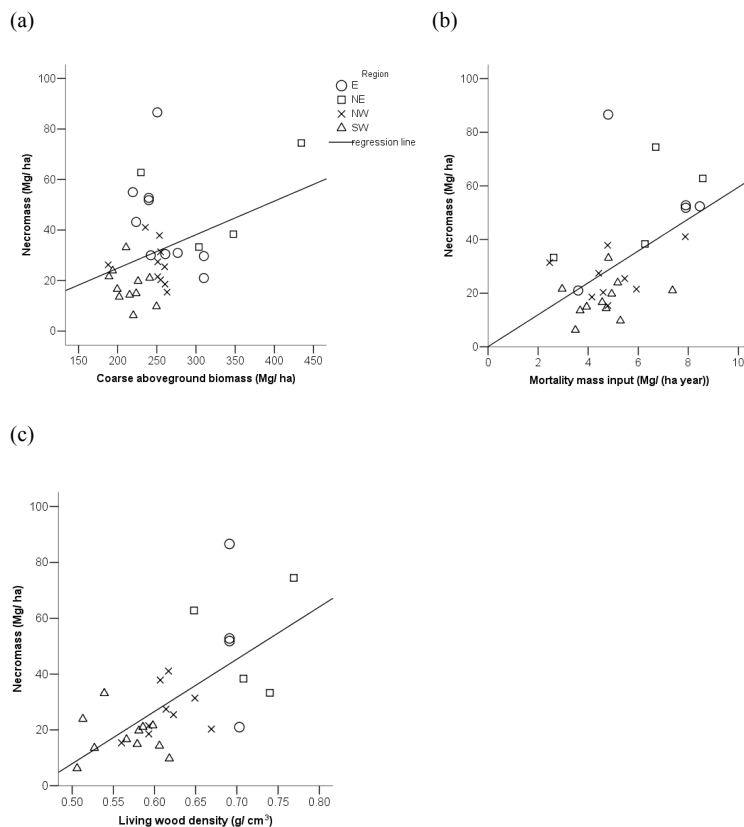 (a)
(b)
Region
E
NE
NW
SW
regression line
100
80
60
40
20
0
Necromass (Mg/ ha)
150 200 250 300 350 400 450
Coarse aboveground biomass (Mg/ ha)
100
80
60
40
20
0
Necromass (Mg/ ha)
0 2 4 6 8 10
Mortality mass input (Mg/ (ha year))
(c)
100
80
60
40
20
0
Necromass (Mg/ ha)
0.50 0.55 0.60 0.65 0.70 0.75 0.80
Living wood density (g/ cm³)